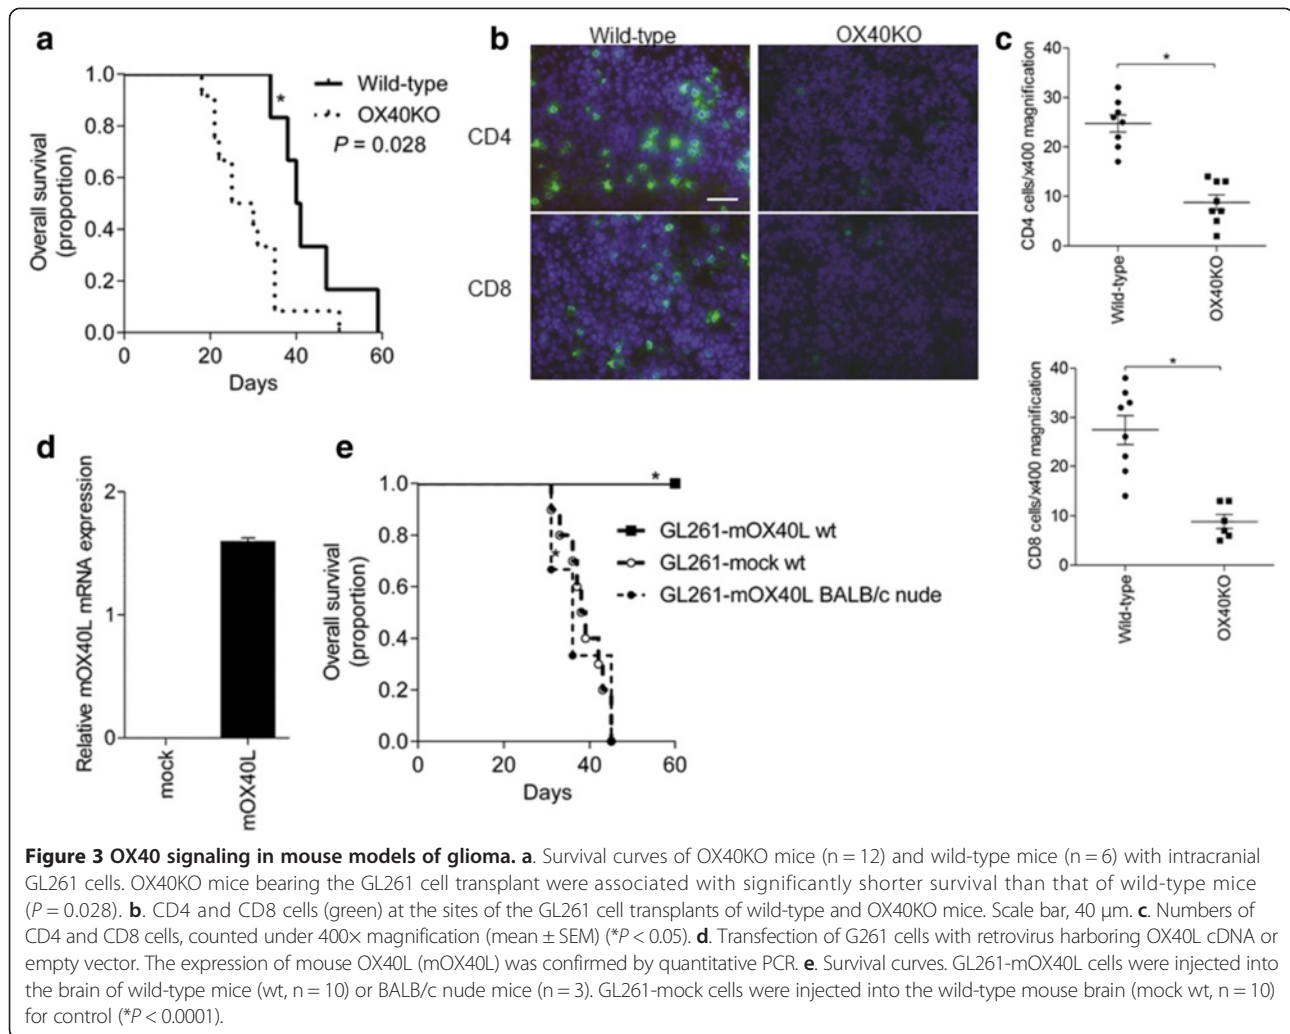 a
1.0
0.8
0.6
0.4
0.2
0.0
0
20
40
60
Overall survival
(proportion)
Days
*
Wild-type
OX40KO
P = 0.028
b
Wild-type
OX40KO
CD4
CD8
c
40
30
20
10
0
CD4 cells/x400 magnification
*
Wild-type
OX40KO
40
30
20
10
0
CD8 cells/x400 magnification
*
Wild-type
OX40KO
d
2
1
0
Relative mOX40L mRNA expression
mock
mOX40L
e
1.0
0.8
0.6
0.4
0.2
0.0
0
20
40
60
Overall survival
(proportion)
Days
*
*
GL261-mOX40L wt
GL261-mock wt
GL261-mOX40L BALB/c nude
Figure 3 OX40 signaling in mouse models of glioma. a. Survival curves of OX40KO mice (n = 12) and wild-type mice (n = 6) with intracranial
GL261 cells. OX40KO mice bearing the GL261 cell transplant were associated with significantly shorter survival than that of wild-type mice
(P = 0.028). b. CD4 and CD8 cells (green) at the sites of the GL261 cell transplants of wild-type and OX40KO mice. Scale bar, 40 μm. c. Numbers of
CD4 and CD8 cells, counted under 400× magnification (mean ± SEM) (*P < 0.05). d. Transfection of G261 cells with retrovirus harboring OX40L cDNA or
empty vector. The expression of mouse OX40L (mOX40L) was confirmed by quantitative PCR. e. Survival curves. GL261-mOX40L cells were injected into
the brain of wild-type mice (wt, n = 10) or BALB/c nude mice (n = 3). GL261-mock cells were injected into the wild-type mouse brain (mock wt, n = 10)
for control (*P < 0.0001).